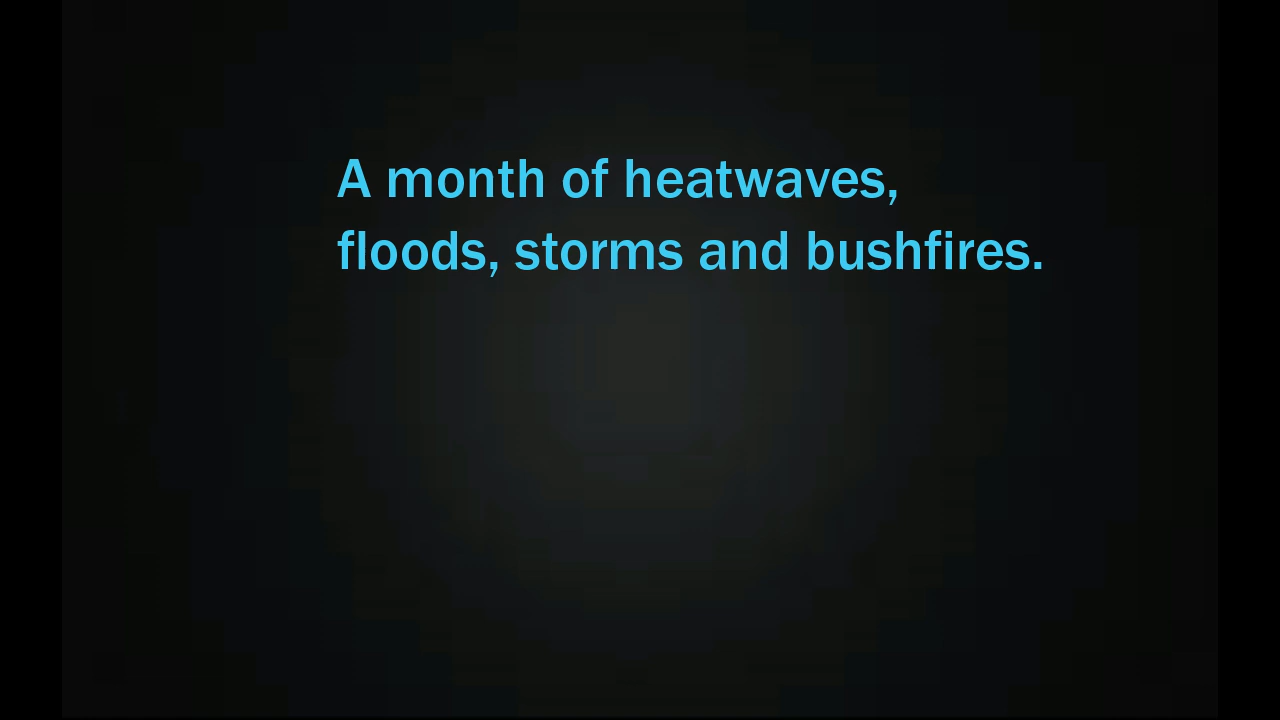 A month of heatwaves,
floods, storms and bushfires.